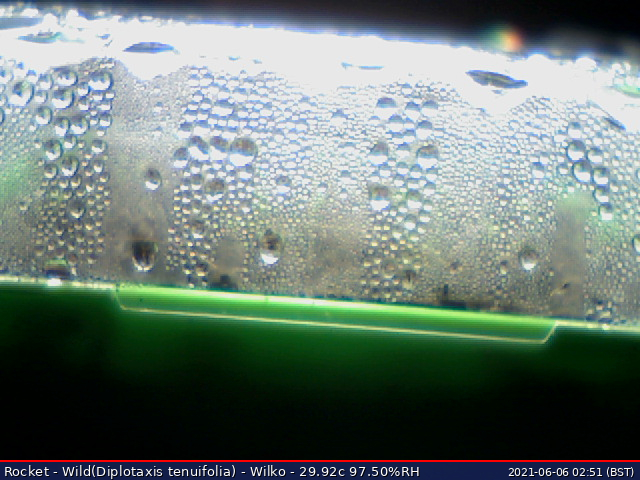 Rocket - Wild(Diplotaxis tenuifolia) - Wilko - 29.92c 97.50%RH
2021-06-06 02:51 (BST)